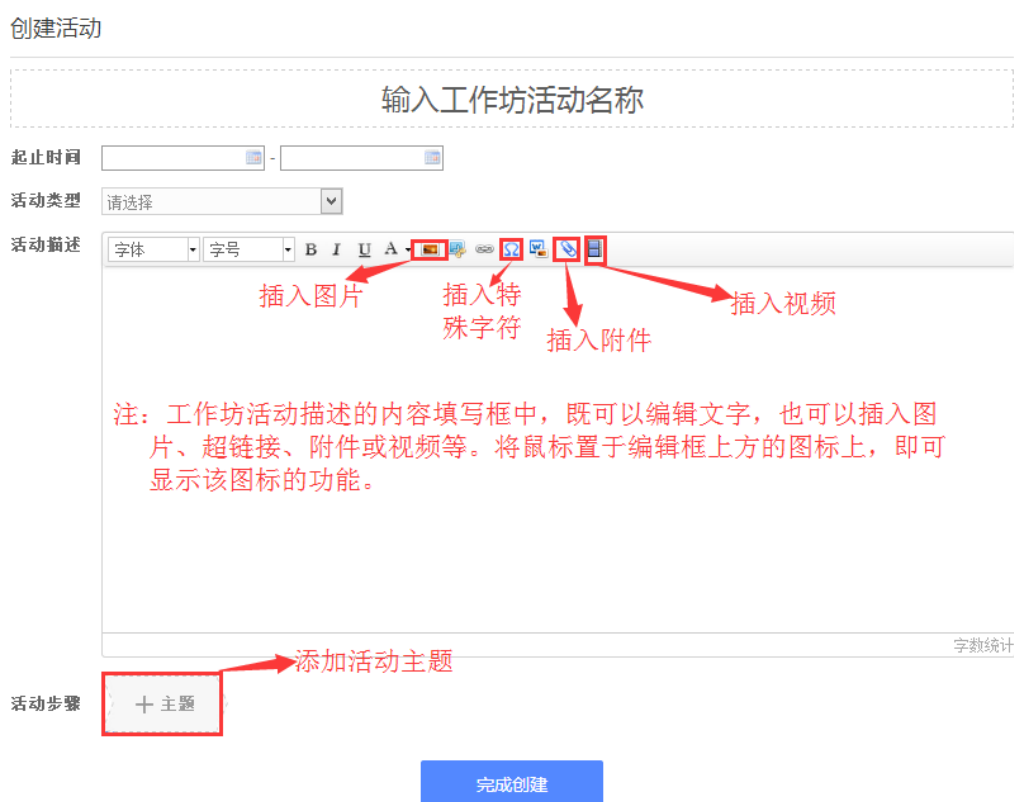 创建活动
输入工作坊活动名称
起止时间 -
活动类型 请选择
活动描述 字体 字号 B I U A Ω W
插入图片 插入特
殊字符
插入附件
插入视频
注：工作坊活动描述的内容填写框中，既可以编辑文字，也可以插入图
片、超链接、附件或视频等。将鼠标置于编辑框上方的图标上，即可
显示该图标的功能。
字数统计
添加活动主题
活动步骤 + 主题
完成创建